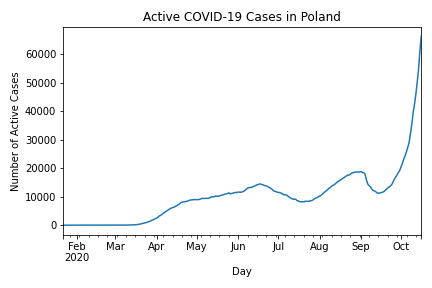 Active COVID-19 Cases in Poland
Number of Active Cases
60000
50000
40000
30000
20000
10000
0
Feb Mar Apr May Jun Jul Aug Sep Oct
2020
Day